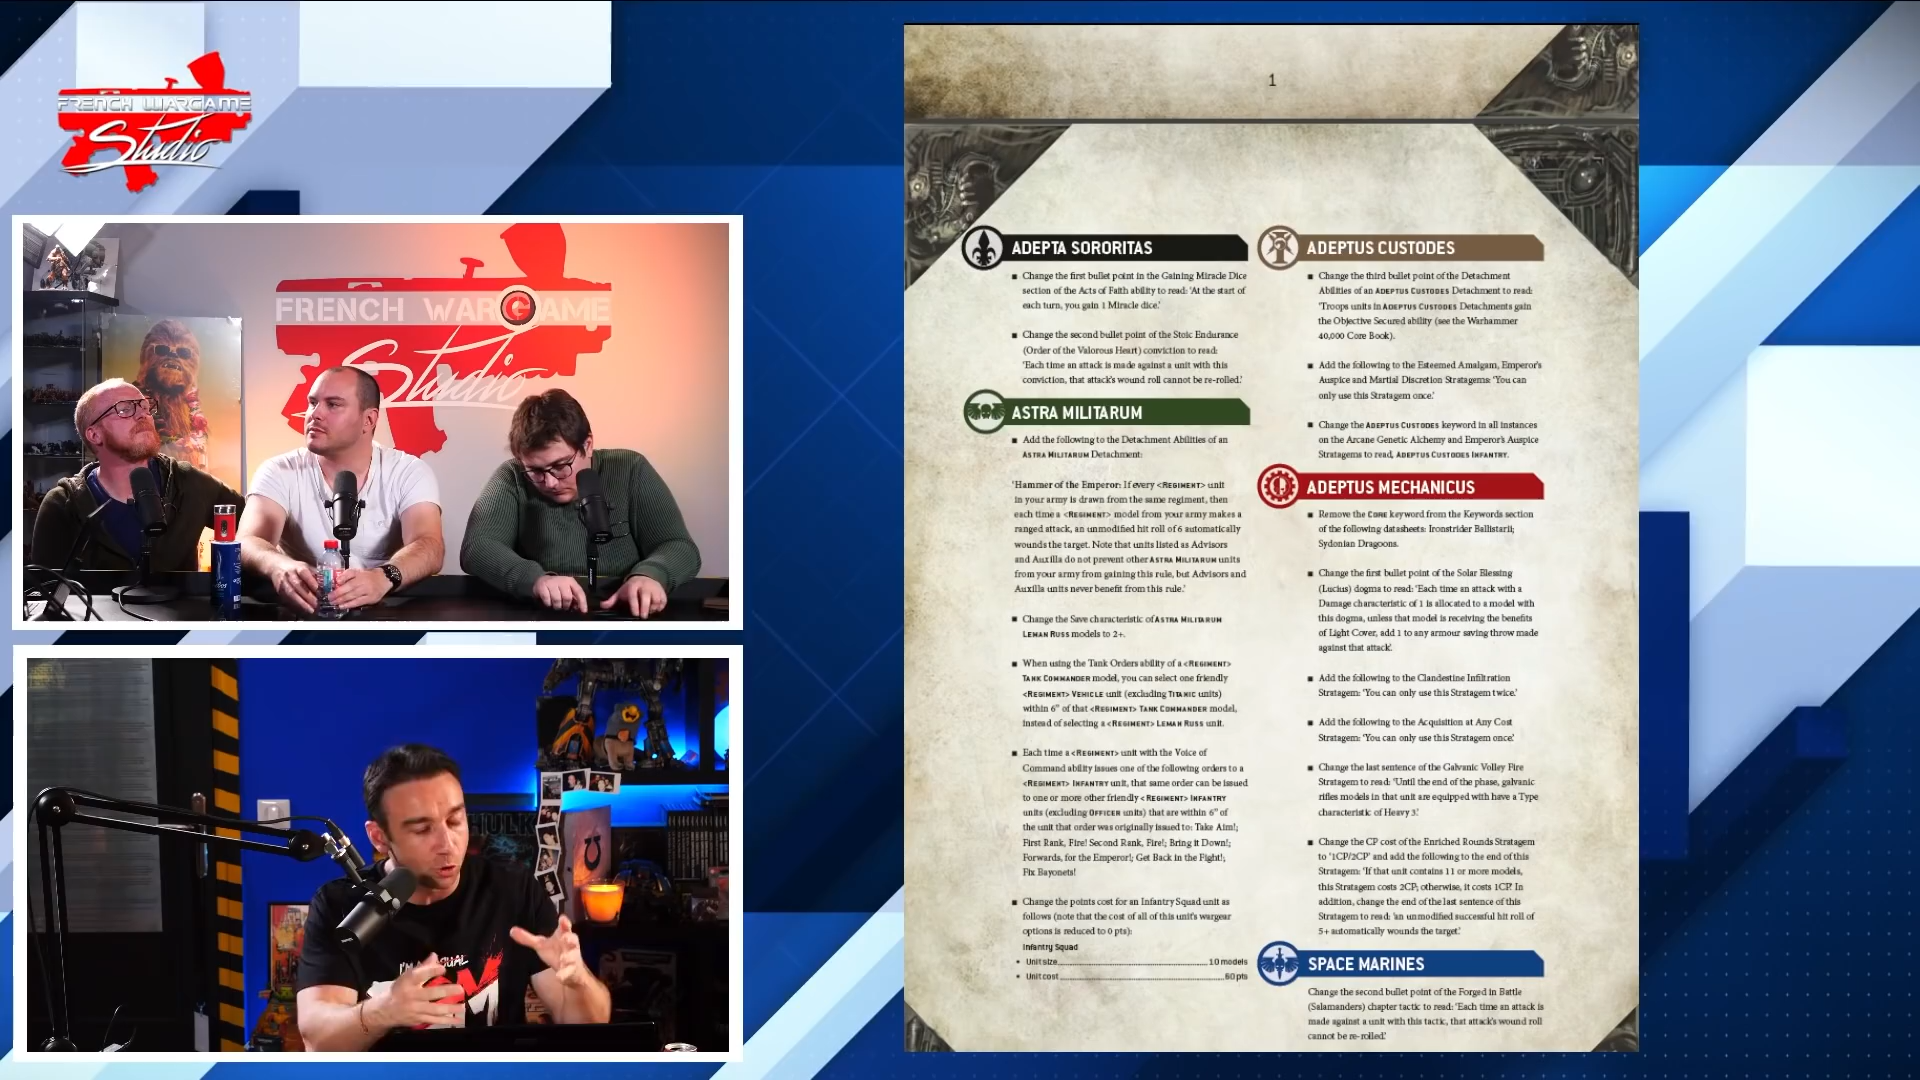 FRENCH WARGAME
Studio
FRENCH WARGAME
Studio
1
ADEPTA SORORITAS
Change the first bullet point in the Gaining Miracle Dice
section of the Acts of Faith ability to read: 'At the start of
each turn, you gain 1 Miracle dice.'
Change the second bullet point of the Stoic Endurance
(Order of the Valorous Heart) conviction to read:
'Each time an attack is made against a unit with this
conviction, that attack's wound roll cannot be re-rolled.'
ASTRA MILITARUM
Add the following to the Detachment Abilities of an
ASTRA MILITARUM Detachment:
'Hammer of the Emperor: If every <REGIMENT> unit
in your army is drawn from the same regiment, then
each time a <REGIMENT> model from your army makes a
ranged attack, an unmodified hit roll of 6 automatically
wounds the target. Note that units listed as Advisors
and Auxilla do not prevent other ASTRA MILITARUM units
from your army from gaining this rule, but Advisors and
Auxilla units never benefit from this rule.'
Change the Save characteristic of ASTRA MILITARUM
LEMAN RUSS models to 2+.
When using the Tank Orders ability of a <REGIMENT>
TANK COMMANDER model, you can select one friendly
<REGIMENT> VEHICLE unit (excluding TITANIC units)
within 6" of that <REGIMENT> TANK COMMANDER model,
instead of selecting a <REGIMENT> LEMAN RUSS unit.
Each time a <REGIMENT> unit with the Voice of
Command ability issues one of the following orders to a
<REGIMENT> INFANTRY unit, that same order can be issued
to one or more other friendly <REGIMENT> INFANTRY
units (excluding OFFICER units) that are within 6" of
the unit that order was originally issued to: Take Aim!;
First Rank, Fire! Second Rank, Fire!; Bring it Down!;
Forwards, for the Emperor!; Get Back in the Fight!;
Fix Bayonets!
Change the points cost for an Infantry Squad unit as
follows (note that the cost of all of this unit's wargear
options is reduced to 0 pts):
Infantry Squad
Unit size 10 models
Unit cost 60 pts
ADEPTUS CUSTODES
Change the third bullet point of the Detachment
Abilities of an ADEPTUS CUSTODES Detachment to read:
'Troops units in ADEPTUS CUSTODES Detachments gain
the Objective Secured ability (see the Warhammer
40,000 Core Book).
Add the following to the Esteemed Amalgam, Emperor's
Auspice and Martial Discretion Stratagems: 'You can
only use this Stratagem once.'
Change the ADEPTUS CUSTODES keyword in all instances
on the Arcane Genetic Alchemy and Emperor's Auspice
Stratagems to read, ADEPTUS CUSTODES INFANTRY.
ADEPTUS MECHANICUS
Remove the CORE keyword from the Keywords section
of the following datasheets: Ironstrider Ballistarii;
Sydonian Dragoons.
Change the first bullet point of the Solar Blessing
(Lucius) dogma to read: 'Each time an attack with a
Damage characteristic of 1 is allocated to a model with
this dogma, unless that model is receiving the benefits
of Light Cover, add 1 to any armour saving throw made
against that attack'.
Add the following to the Clandestine Infiltration
Stratagem: 'You can only use this Stratagem twice.'
Add the following to the Acquisition at Any Cost
Stratagem: 'You can only use this Stratagem once.'
Change the last sentence of the Galvanic Volley Fire
Stratagem to read: 'Until the end of the phase, galvanic
rifles models in that unit are equipped with have a Type
characteristic of Heavy 3.'
Change the CP cost of the Enriched Rounds Stratagem
to '1CP/2CP' and add the following to the end of this
Stratagem: 'If that unit contains 11 or more models,
this Stratagem costs 2CP; otherwise, it costs 1CP.' In
addition, change the end of the last sentence of this
Stratagem to read: 'an unmodified successful hit roll of
5+ automatically wounds the target.'
SPACE MARINES
Change the second bullet point of the Forged in Battle
(Salamanders) chapter tactic to read: 'Each time an attack is
made against a unit with this tactic, that attack's wound roll
cannot be re-rolled.'